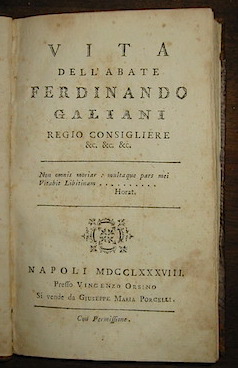 VITA
DELL'ABATE
FERDINANDO
GALIANI
REGIO CONSIGLIERE
&c. &c. &c.
Non omnis moriar : multaque pars mei
Vitabit Libitinam . . . . . . . . . .
Horat.
NAPOLI MDCCLXXXVIII.
Presso VINCENZO ORSINO
Si vende da GIUSEPPE MARIA PORCELLI.
Con Permissione.